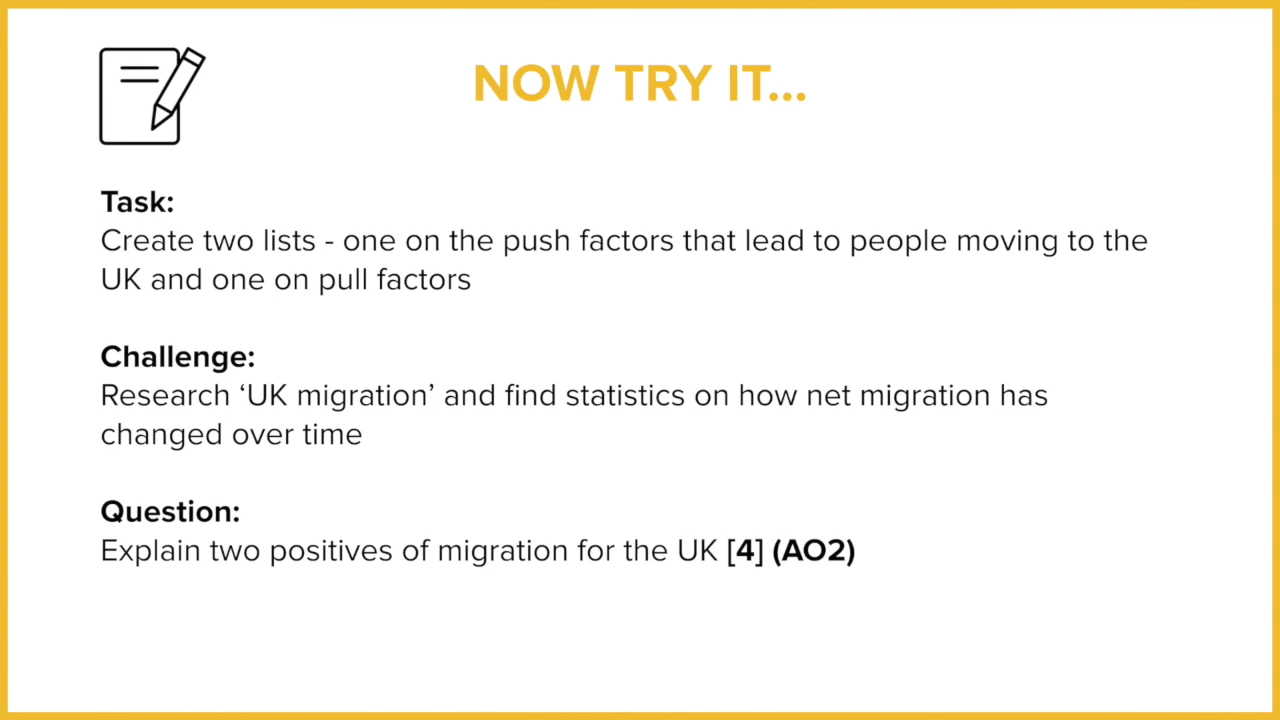 NOW TRY IT...
Task:
Create two lists - one on the push factors that lead to people moving to the
UK and one on pull factors
Challenge:
Research ‘UK migration’ and find statistics on how net migration has
changed over time
Question:
Explain two positives of migration for the UK [4] (AO2)